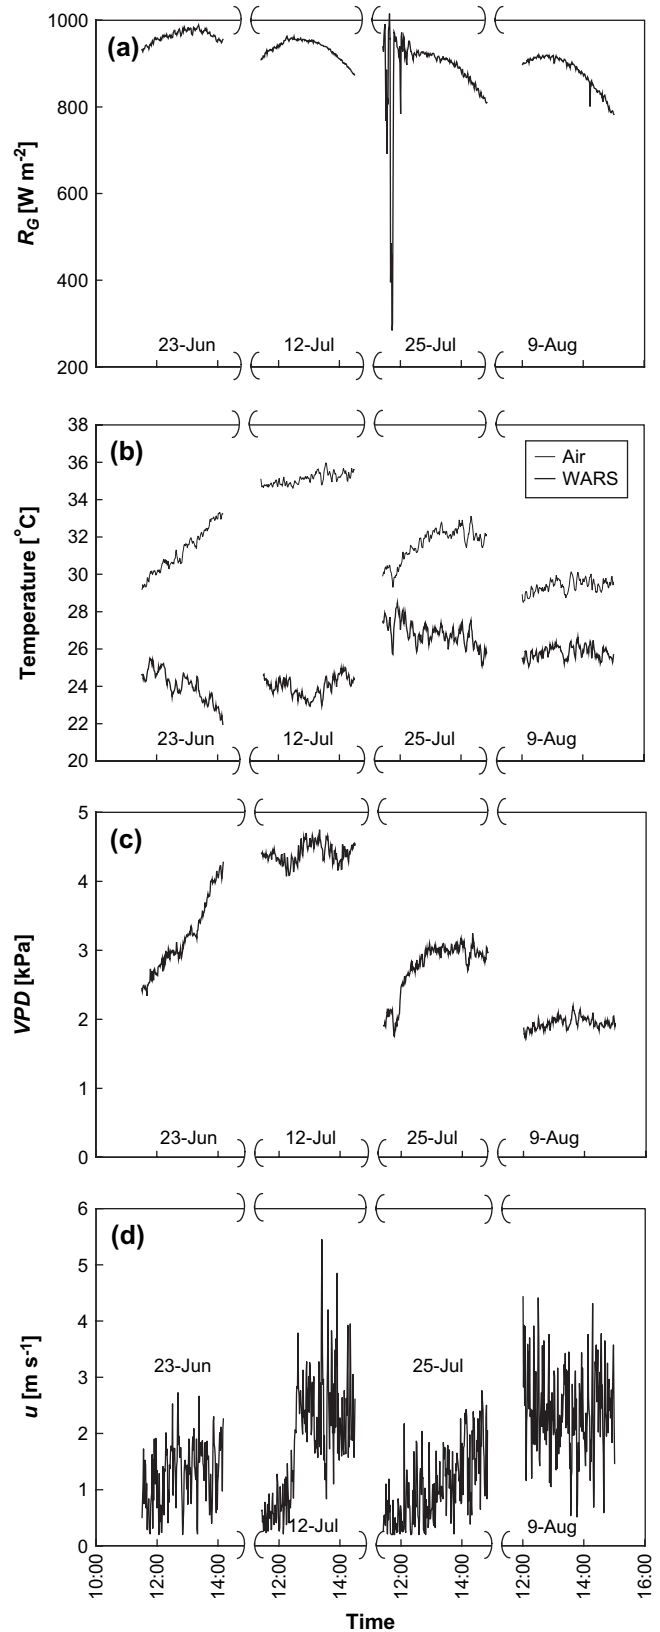 (a)
1000
800
600
400
200
R_G [W m-2]
23-Jun 12-Jul 25-Jul 9-Aug
(b)
38
36
34
32
30
28
26
24
22
20
Temperature [°C]
Air
WARS
23-Jun 12-Jul 25-Jul 9-Aug
(c)
5
4
3
2
1
0
VPD [kPa]
23-Jun 12-Jul 25-Jul 9-Aug
(d)
6
5
4
3
2
1
0
u [m s-1]
23-Jun 25-Jul
12-Jul 9-Aug
10:00 12:00 12:00 14:00 12:00 14:00 12:00 14:00 16:00
Time